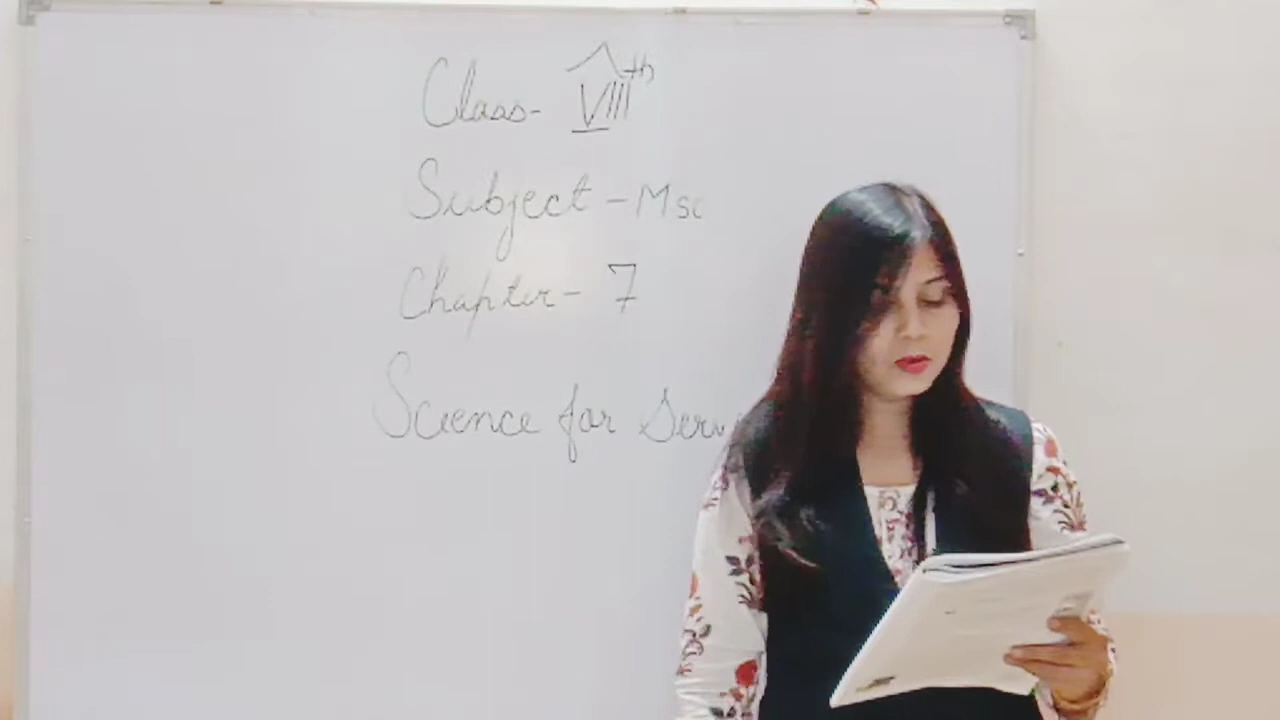 Class- VIIIth
Subject - Msc
Chapter - 7
Science for